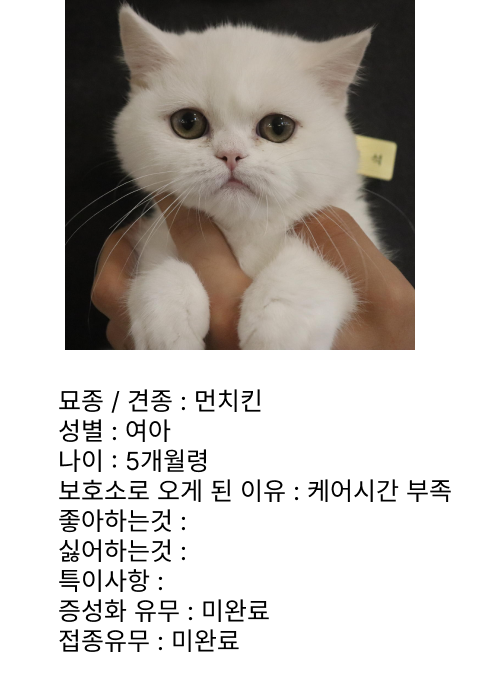 석
묘종 / 견종 : 먼치킨
성별 : 여아
나이 : 5개월령
보호소로 오게 된 이유 : 케어시간 부족
좋아하는것 :
싫어하는것 :
특이사항 :
증성화 유무 : 미완료
접종유무 : 미완료